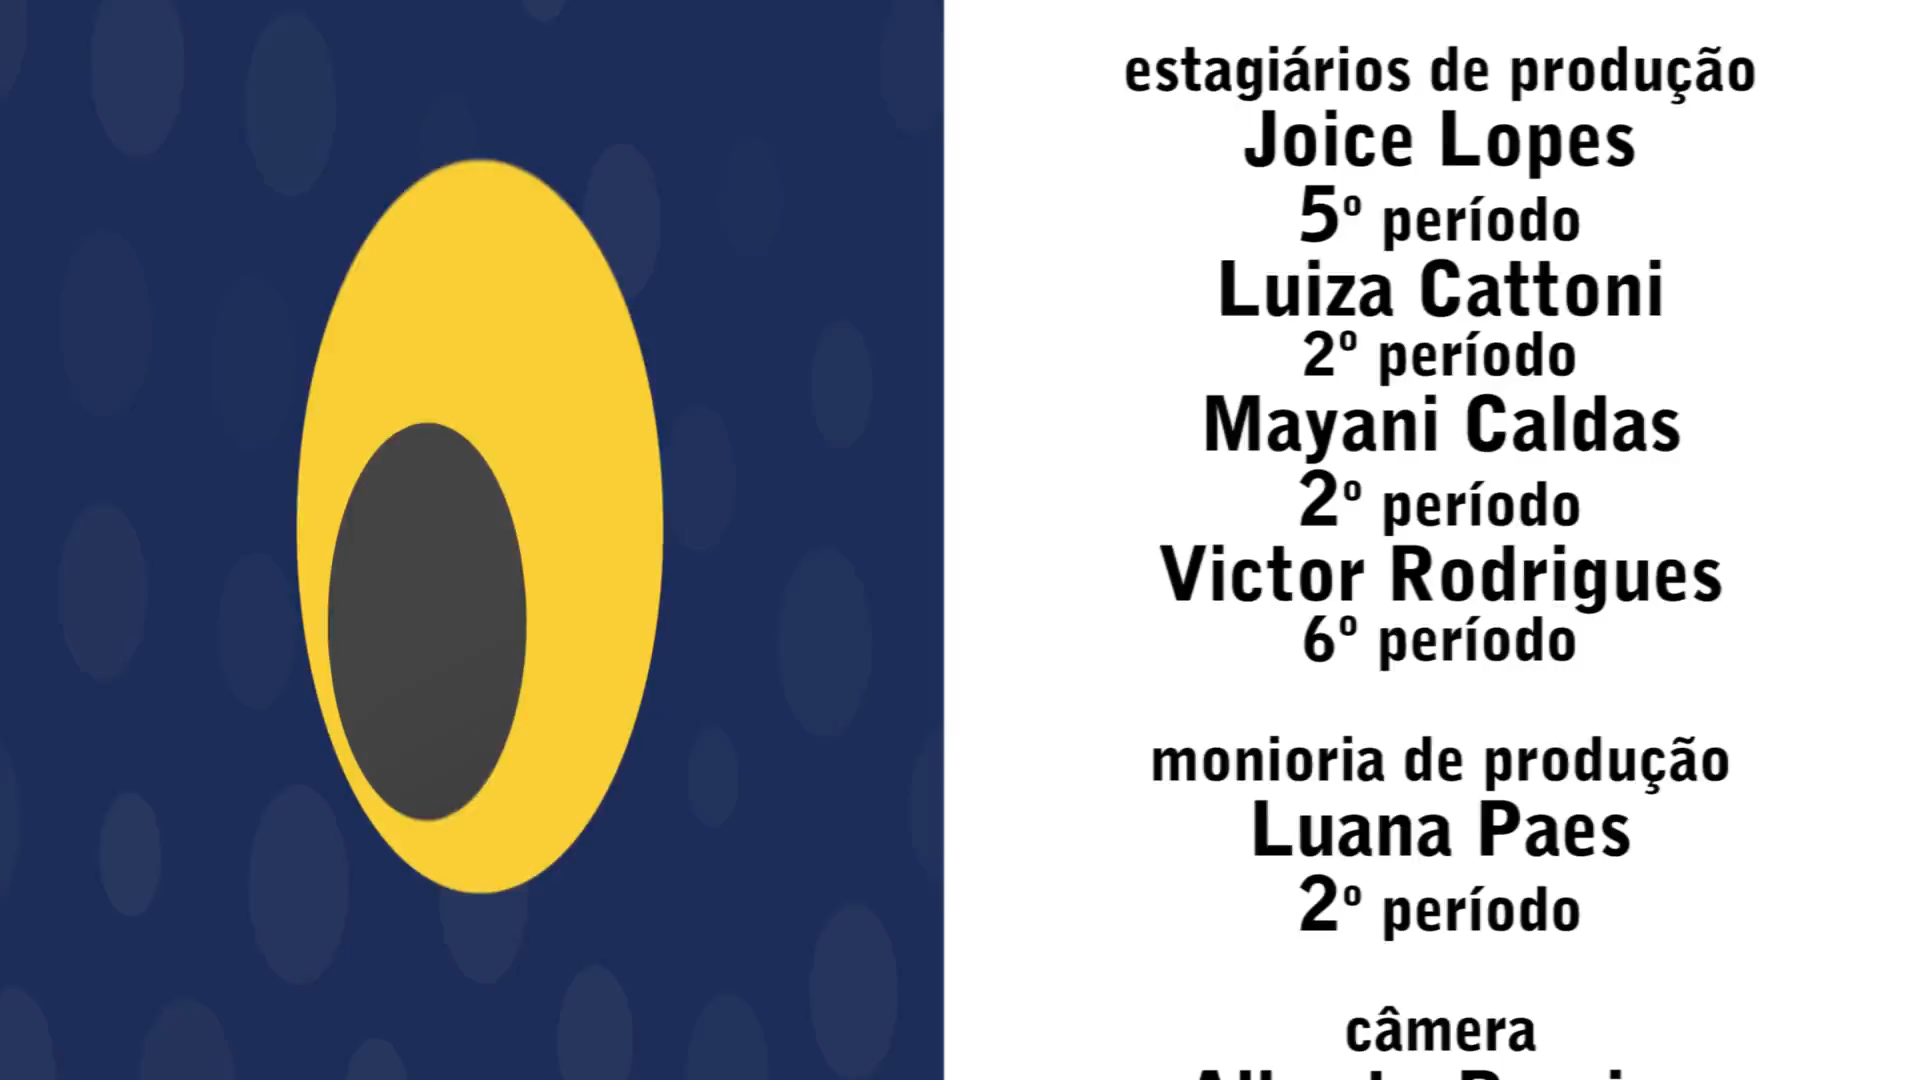 estagiários de produção
Joice Lopes
5º período
Luiza Cattoni
2º período
Mayani Caldas
2º período
Victor Rodrigues
6º período
monioria de produção
Luana Paes
2º período
câmera